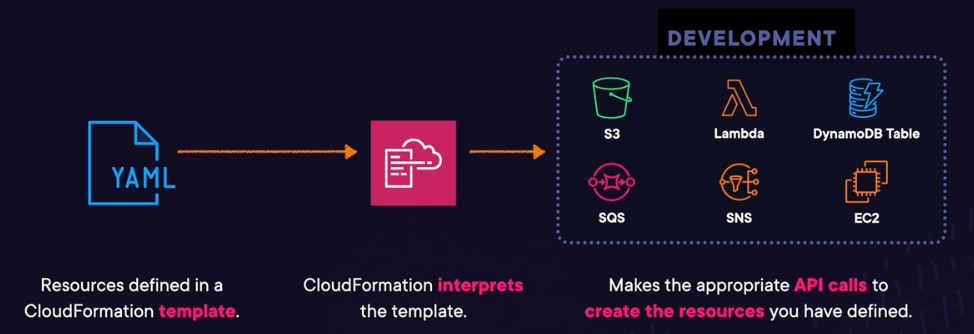 DEVELOPMENT
S3
Lambda
DynamoDB Table
YAML
SQS
SNS
EC2
Resources defined in a
CloudFormation template.
CloudFormation interprets
the template.
Makes the appropriate API calls to
create the resources you have defined.